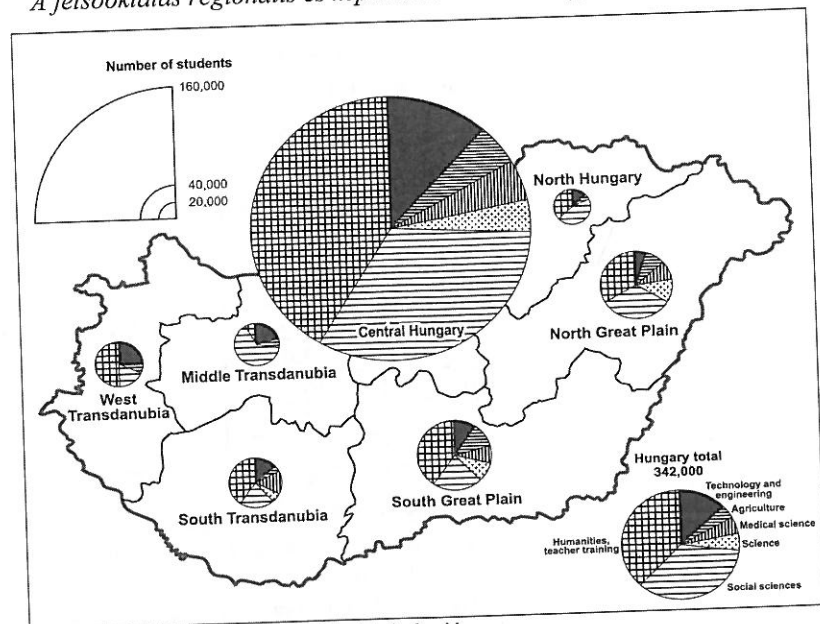 A felsőoktatás regionális és
Number of students
160,000
40,000
20,000
North Hungary
Central Hungary
North Great Plain
Middle Transdanubia
West
Transdanubia
South Great Plain
South Transdanubia
Hungary total
342,000
Technology and
engineering
Agriculture
Medical science
Science
Social sciences
Humanities,
teacher training